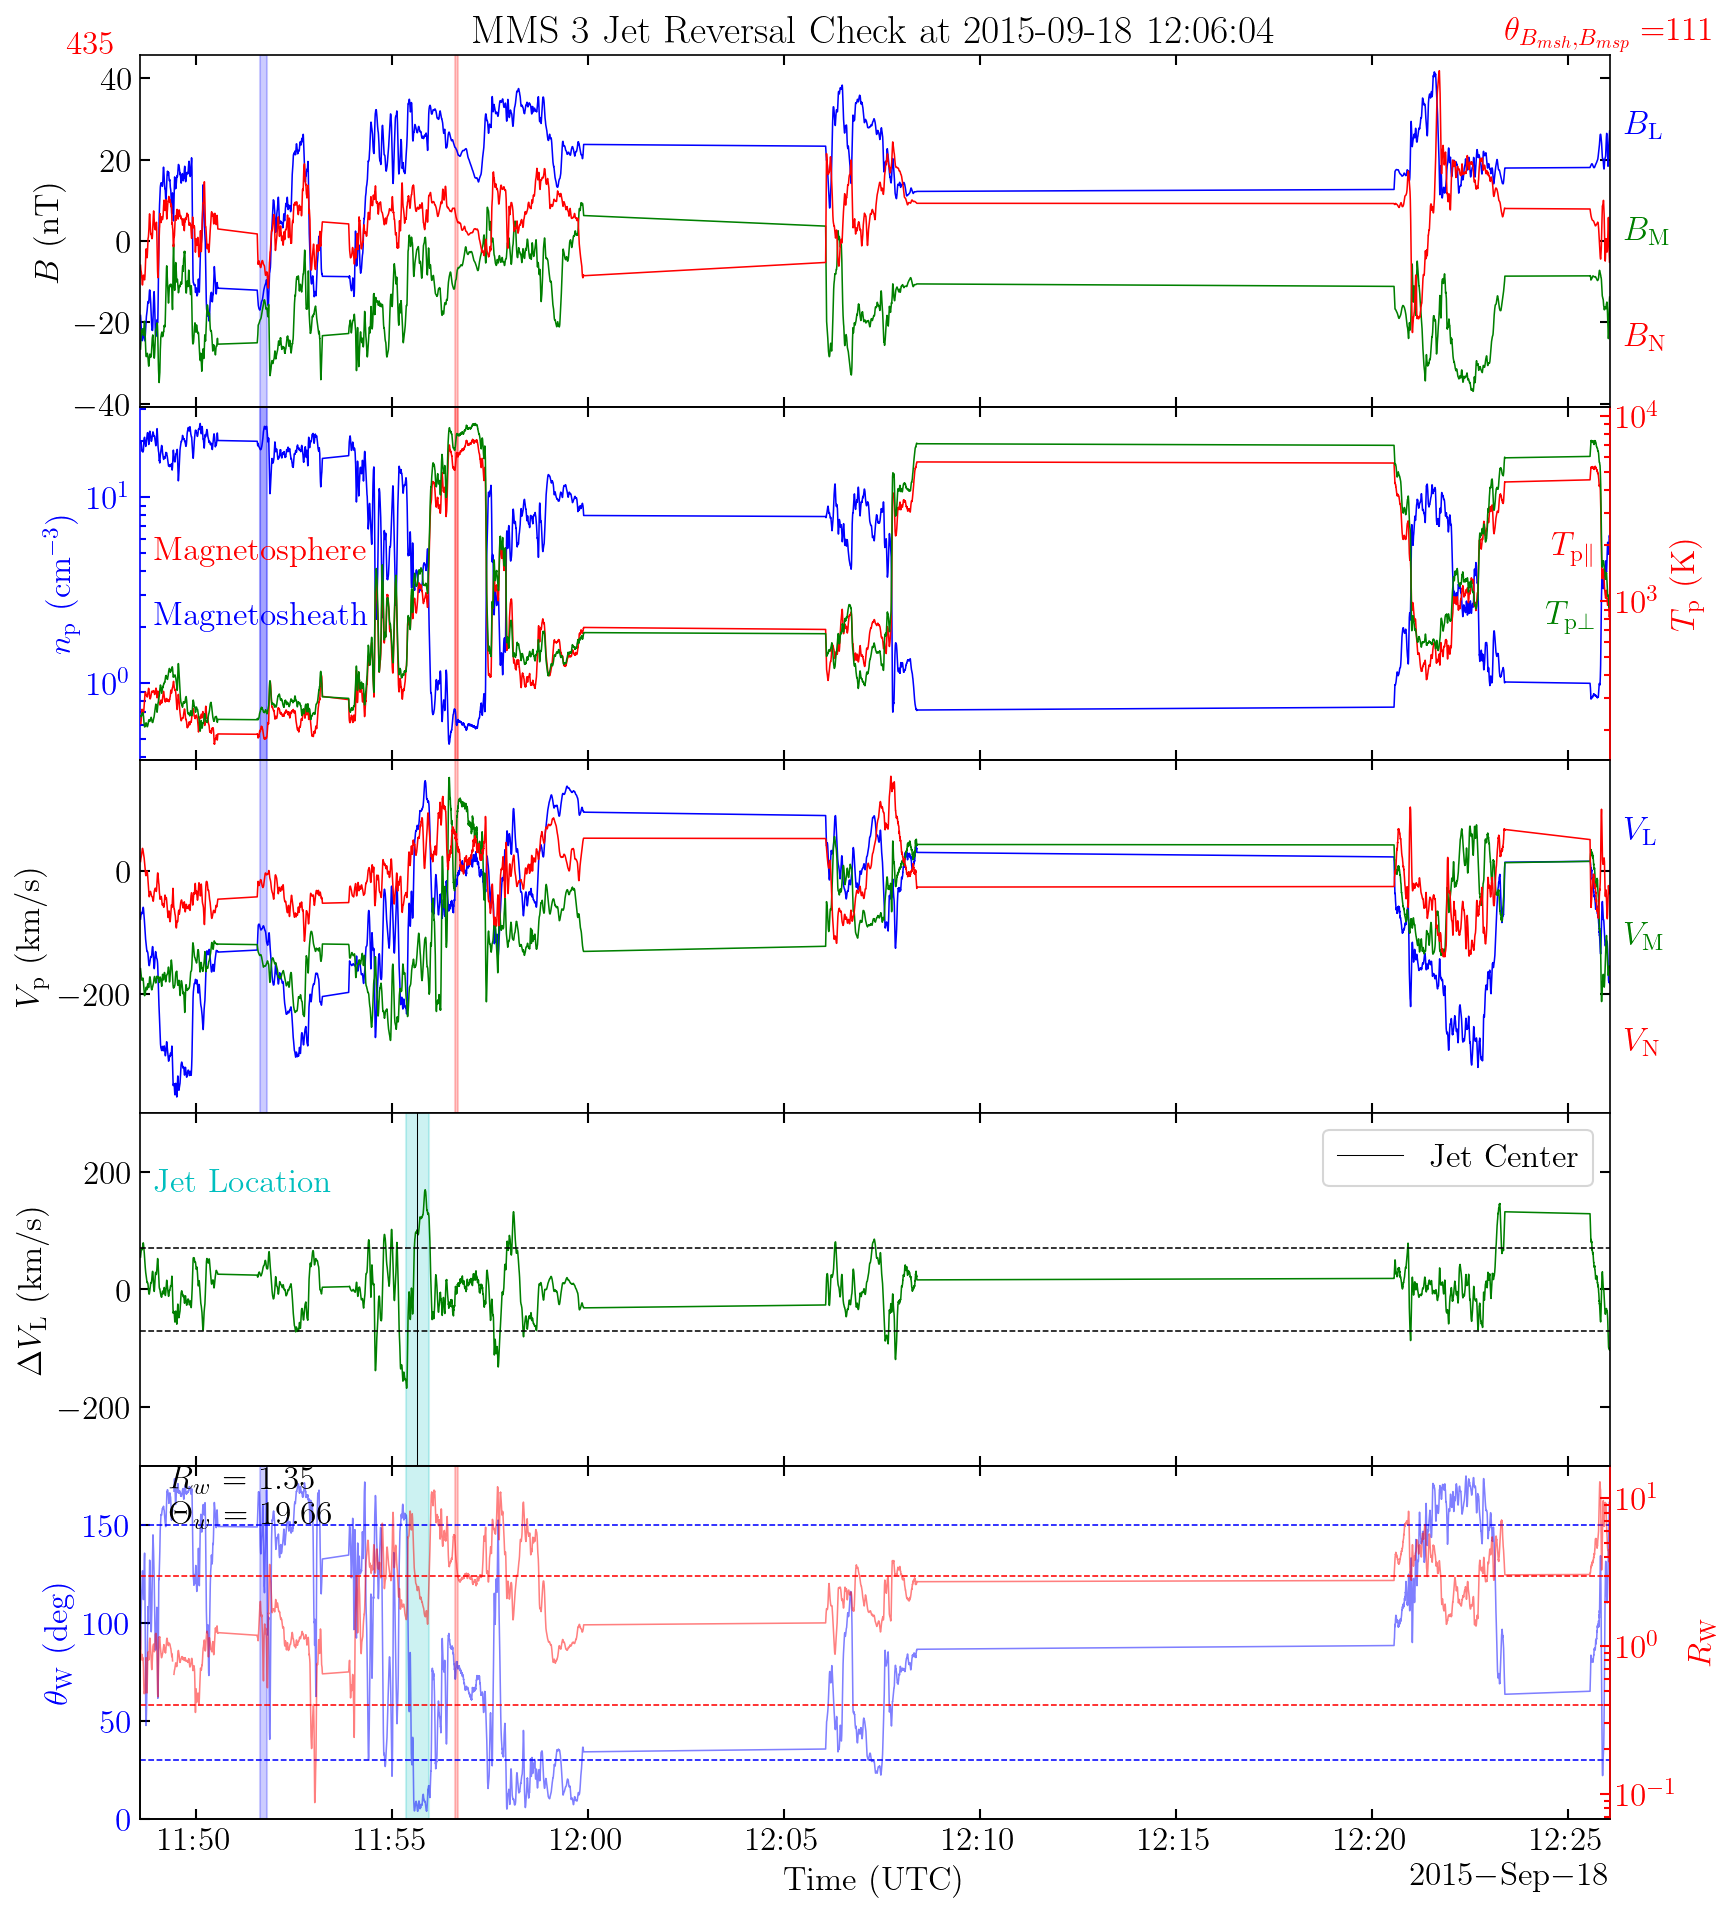 MMS 3 Jet Reversal Check at 2015-09-18 12:06:04
435
θ_{B_{msh},B_{msp}} =111
40
20
0
−20
−40
B (nT)
B_L
B_M
B_N
10^1
10^0
n_p (cm^{−3})
Magnetosphere
Magnetosheath
10^4
10^3
T_{p∥}
T_{p⊥}
T_p (K)
0
−200
V_p (km/s)
V_L
V_M
V_N
200
0
−200
ΔV_L (km/s)
Jet Location
Jet Center
R_w = 1.35
Θ_w = 19.66
150
100
50
0
θ_W (deg)
10^1
10^0
10^{−1}
R_W
11:50 11:55 12:00 12:05 12:10 12:15 12:20 12:25
Time (UTC)
2015−Sep−18